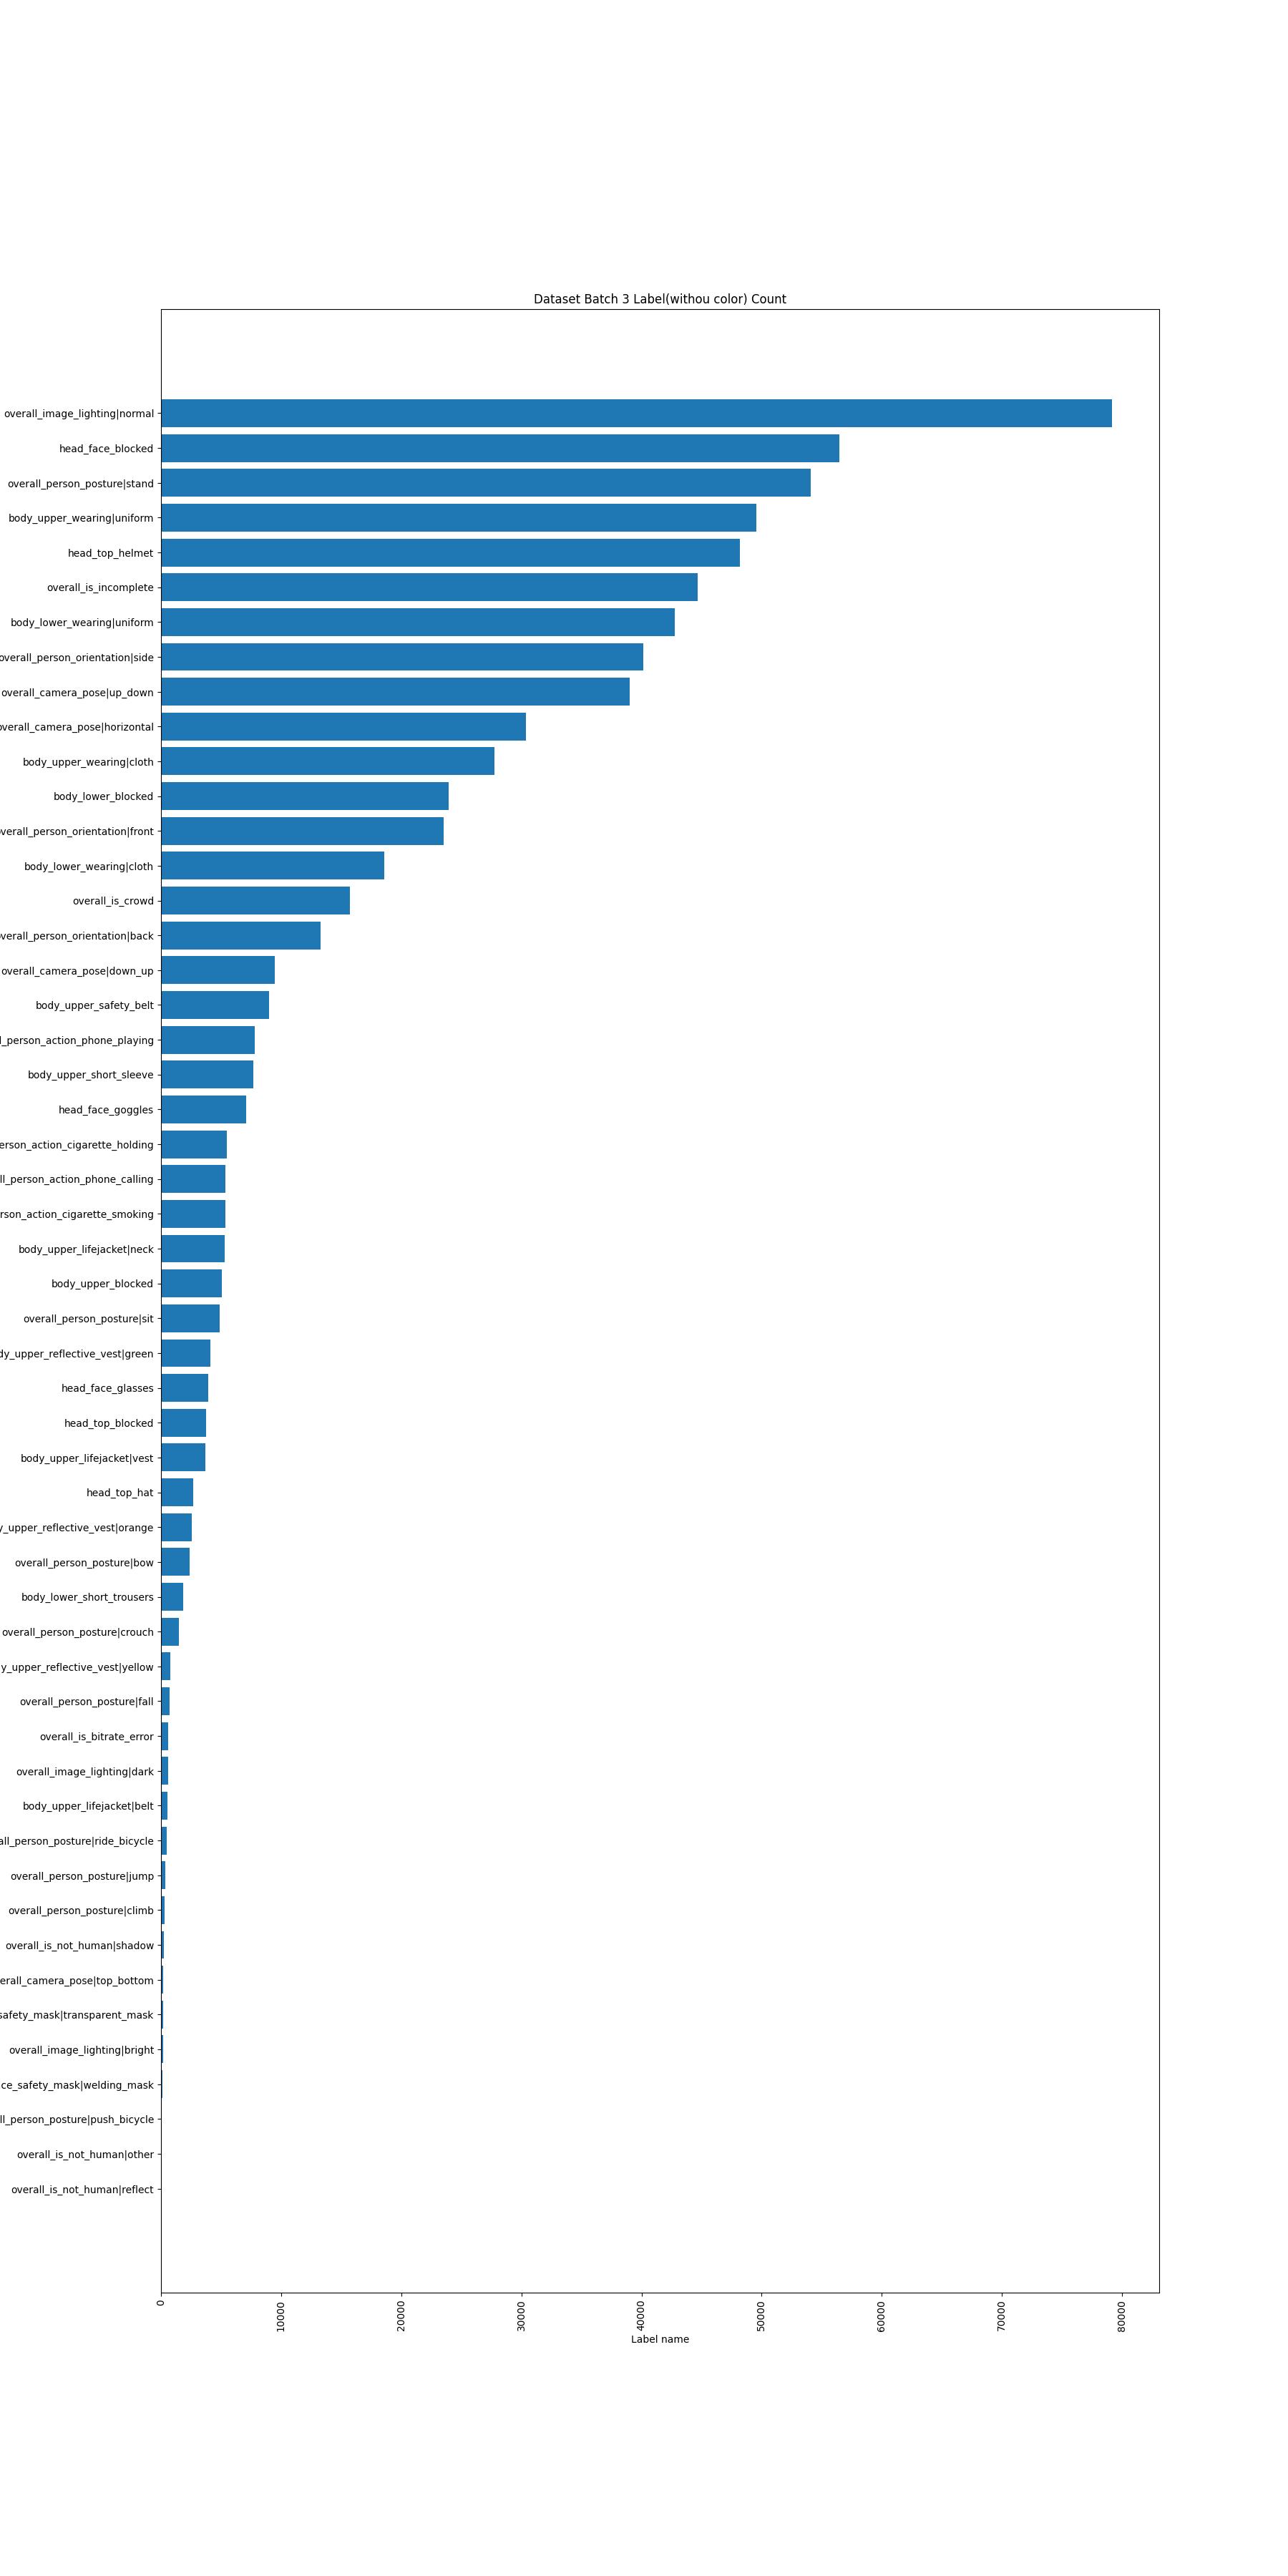 Dataset Batch 3 Label(withou color) Count
overall_image_lighting|normal
head_face_blocked
overall_person_posture|stand
body_upper_wearing|uniform
head_top_helmet
overall_is_incomplete
body_lower_wearing|uniform
overall_person_orientation|side
overall_camera_pose|up_down
overall_camera_pose|horizontal
body_upper_wearing|cloth
body_lower_blocked
verall_person_orientation|front
body_lower_wearing|cloth
overall_is_crowd
verall_person_orientation|back
overall_camera_pose|down_up
body_upper_safety_belt
l_person_action_phone_playing
body_upper_short_sleeve
head_face_goggles
erson_action_cigarette_holding
ll_person_action_phone_calling
rson_action_cigarette_smoking
body_upper_lifejacket|neck
body_upper_blocked
overall_person_posture|sit
dy_upper_reflective_vest|green
head_face_glasses
head_top_blocked
body_upper_lifejacket|vest
head_top_hat
y_upper_reflective_vest|orange
overall_person_posture|bow
body_lower_short_trousers
overall_person_posture|crouch
y_upper_reflective_vest|yellow
overall_person_posture|fall
overall_is_bitrate_error
overall_image_lighting|dark
body_upper_lifejacket|belt
all_person_posture|ride_bicycle
overall_person_posture|jump
overall_person_posture|climb
overall_is_not_human|shadow
erall_camera_pose|top_bottom
safety_mask|transparent_mask
overall_image_lighting|bright
ce_safety_mask|welding_mask
ll_person_posture|push_bicycle
overall_is_not_human|other
overall_is_not_human|reflect
0
10000
20000
30000
40000
50000
60000
70000
80000
Label name